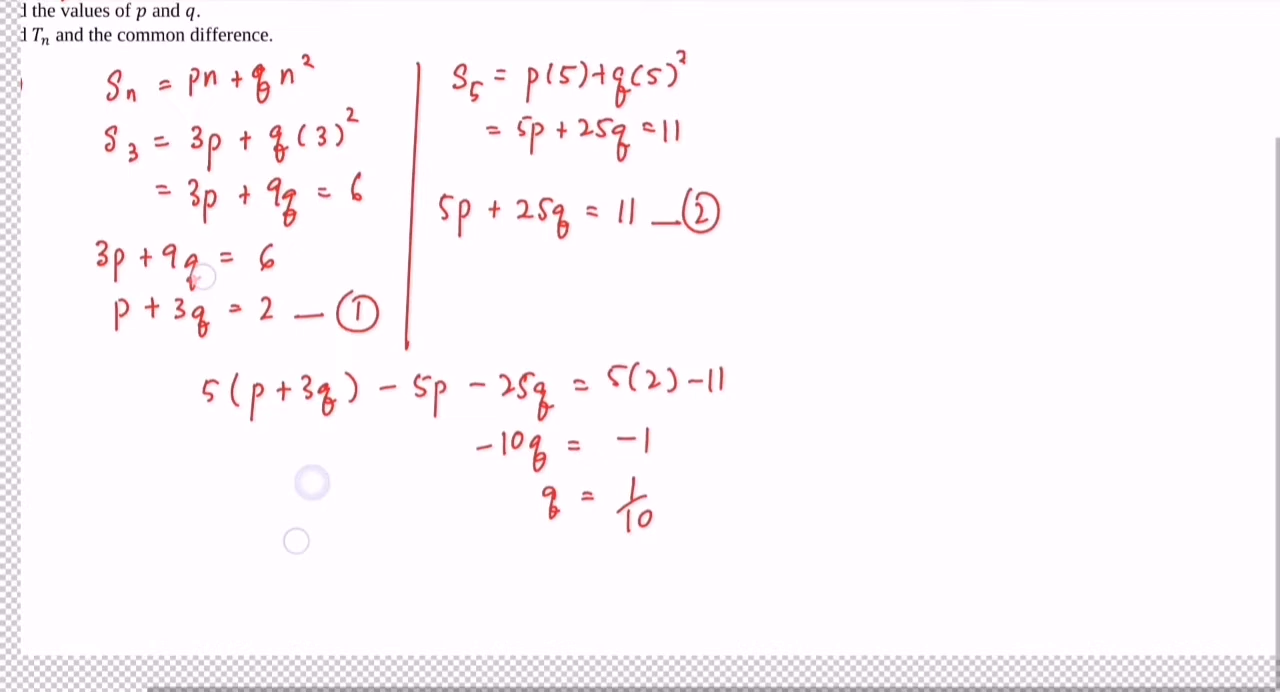 the values of p and q.
Tₙ and the common difference.
Sₙ = pn + qn²
S₃ = 3p + q(3)²
= 3p + 9q = 6
3p + 9q = 6
p + 3q = 2 — ①
S₅ = p(5)+q(5)²
= 5p + 25q = 11
5p + 25q = 11 — ②
5(p+3q) - 5p - 25q = 5(2)-11
-10q = -1
q = 1/10